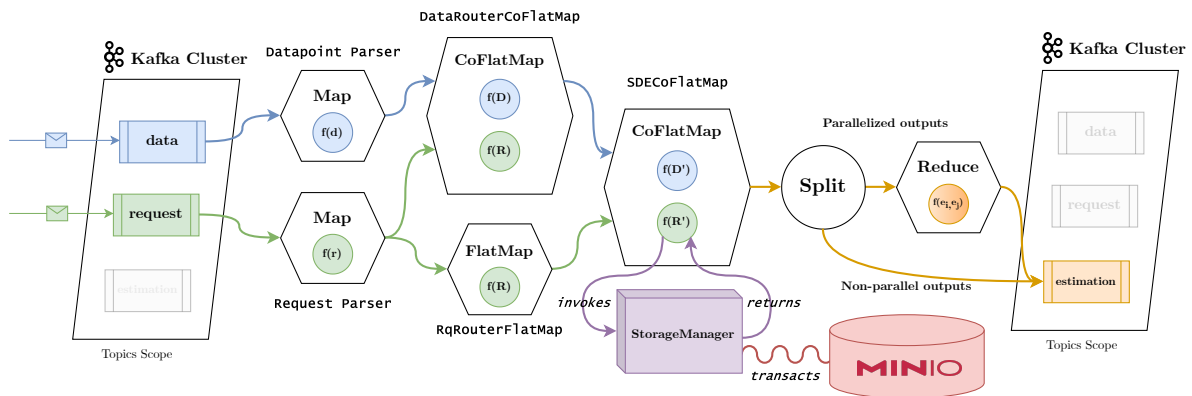 Kafka Cluster
data
request
estimation
Topics Scope
Datapoint Parser
Map
f(d)
Map
f(r)
Request Parser
DataRouterCoFlatMap
CoFlatMap
f(D)
f(R)
FlatMap
f(R)
RqRouterFlatMap
SDECoFlatMap
CoFlatMap
f(D')
f(R')
invokes
returns
StorageManager
transacts
MINIO
Split
Parallelized outputs
Non-parallel outputs
Reduce
f(ei,ej)
Kafka Cluster
data
request
estimation
Topics Scope